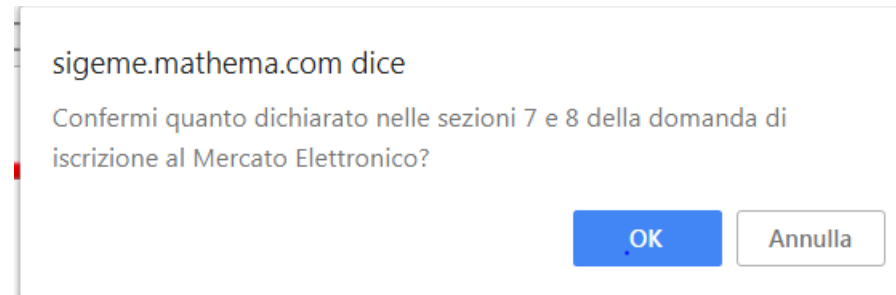 sigeme.mathema.com dice
Confermi quanto dichiarato nelle sezioni 7 e 8 della domanda di
iscrizione al Mercato Elettronico?
OK
Annulla